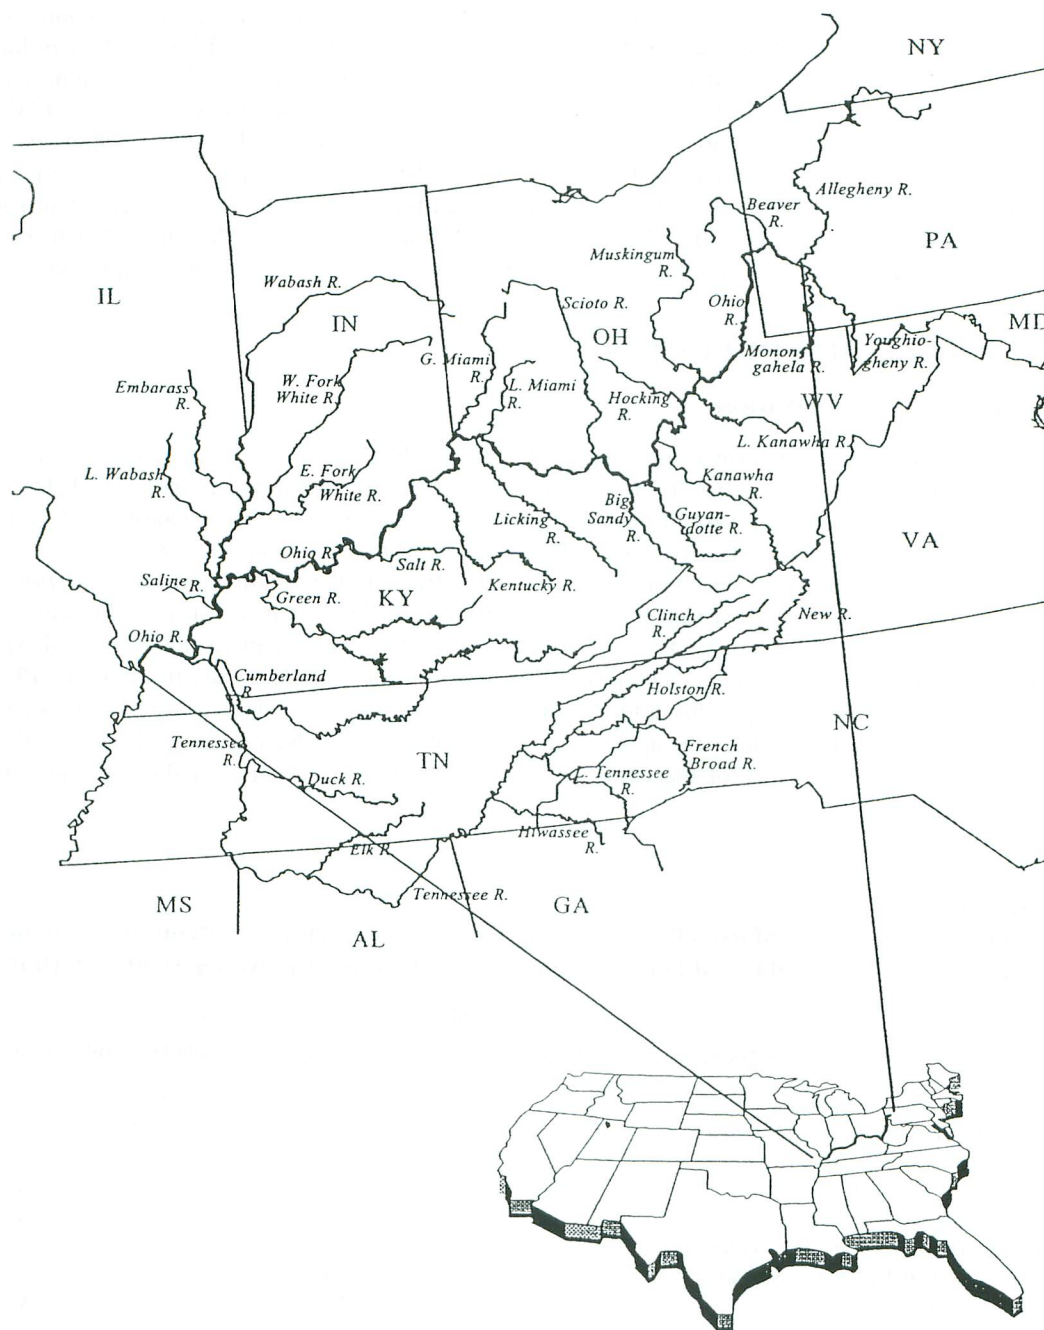 NY
Allegheny R.
Beaver
R.
PA
Muskingum
R.
IL
Wabash R.
Scioto R.
Ohio
R.
IN
OH
MD
G. Miami
R.
Monon-
gahela R.
Youghio-
gheny R.
Embarass
R.
W. Fork
White R.
L. Miami
R.
Hocking
R.
WV
L. Kanawha R.
L. Wabash
R.
E. Fork
White R.
Kanawha
R.
Licking
R.
Big
Sandy
R.
Guyan-
dotte R.
VA
Ohio R.
Salt R.
Saline R.
Green R.
KY
Kentucky R.
Clinch
R.
New R.
Ohio R.
Cumberland
R.
Holston R.
NC
Tennessee
R.
TN
French
Broad R.
Duck R.
L. Tennessee
R.
Hiwassee
R.
Elk R.
Tennessee R.
MS
GA
AL